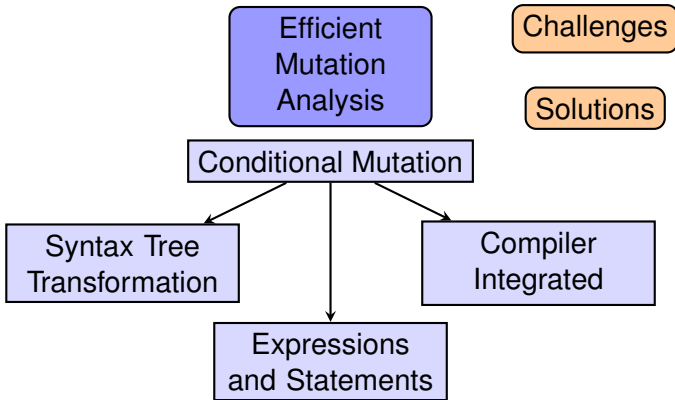 Efficient
Mutation
Analysis
Challenges
Solutions
Conditional Mutation
Syntax Tree
Transformation
Compiler
Integrated
Expressions
and Statements